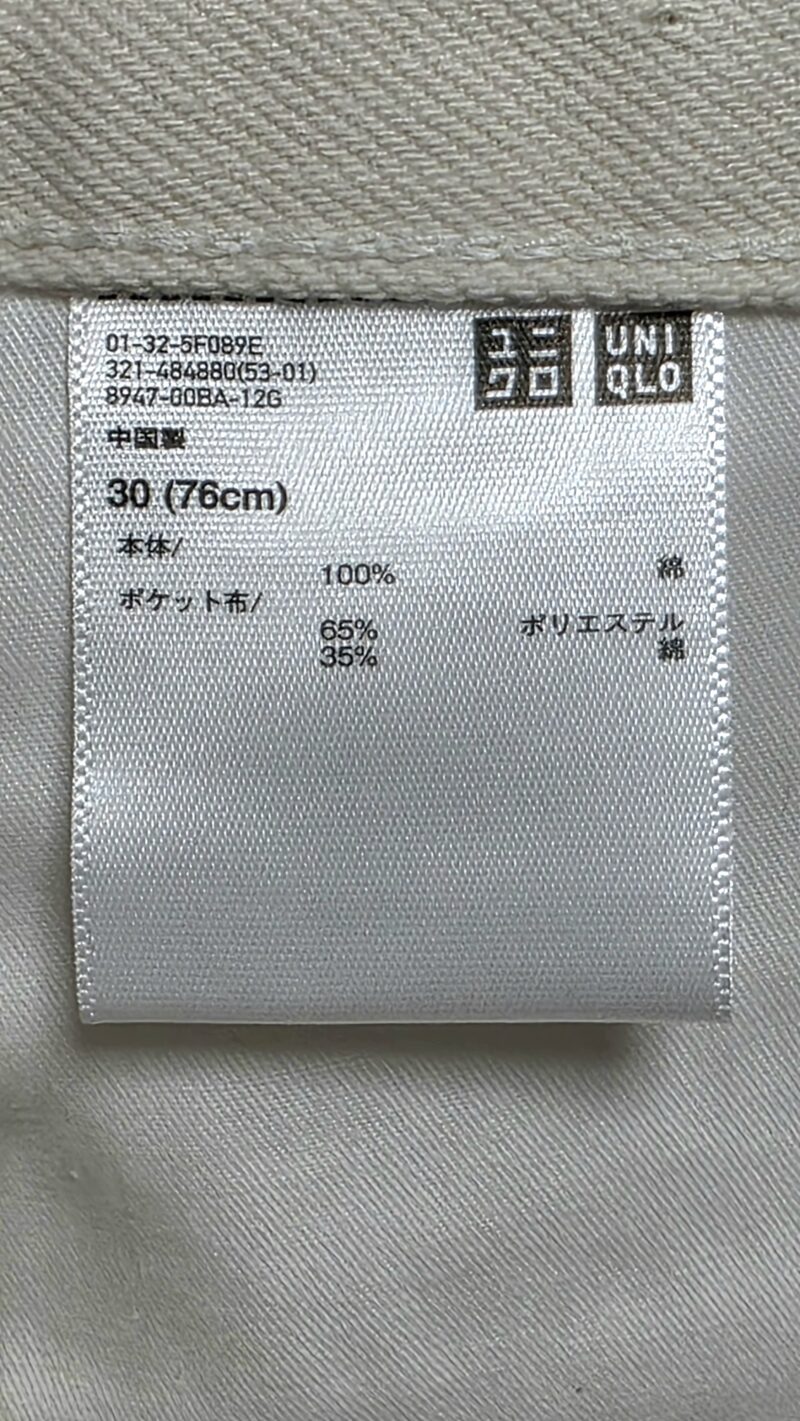 01-32-5F089E
321-484880(53-01)
8947-00BA-12G
ユニ
クロ
UNI
QLO
中国製
30 (76cm)
本体/
100% 綿
ポケット布/
65% ポリエステル
35% 綿